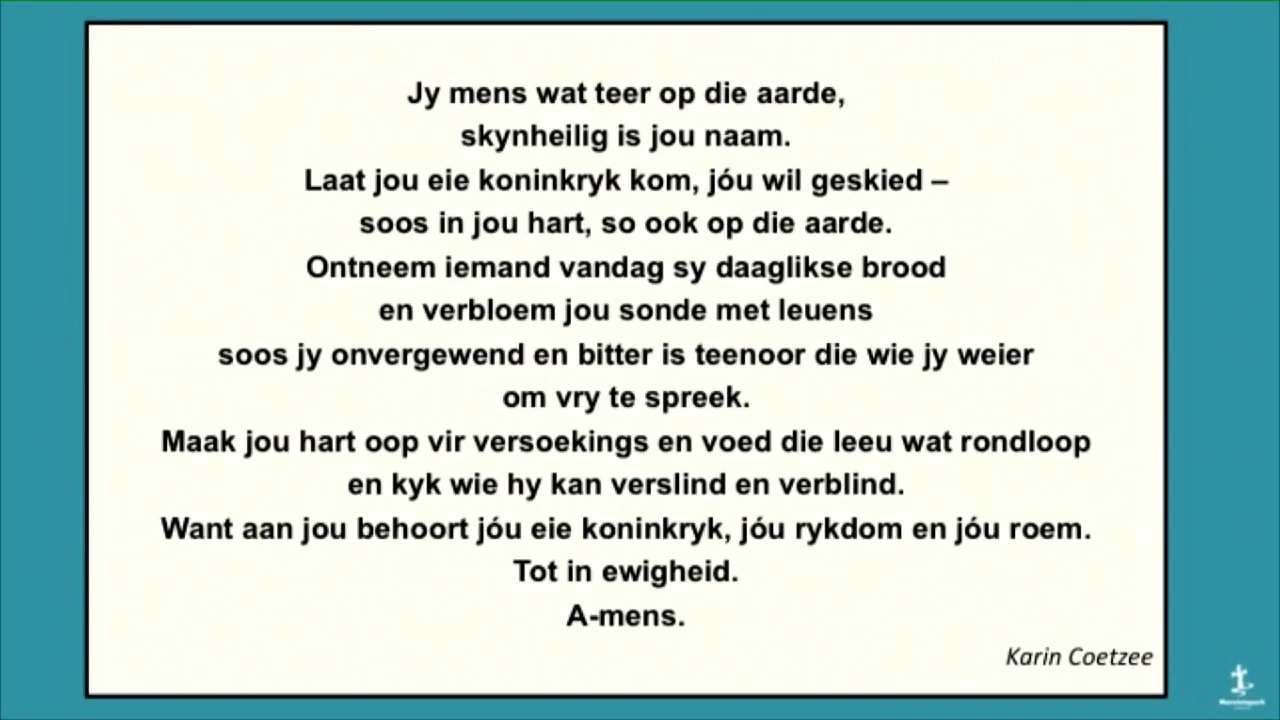 Jy mens wat teer op die aarde,
skynheilig is jou naam.
Laat jou eie koninkryk kom, jóu wil geskied –
soos in jou hart, so ook op die aarde.
Ontneem iemand vandag sy daaglikse brood
en verbloem jou sonde met leuens
soos jy onvergewend en bitter is teenoor die wie jy weier
om vry te spreek.
Maak jou hart oop vir versoekings en voed die leeu wat rondloop
en kyk wie hy kan verslind en verblind.
Want aan jou behoort jóu eie koninkryk, jóu rykdom en jóu roem.
Tot in ewigheid.
A-mens.
Karin Coetzee